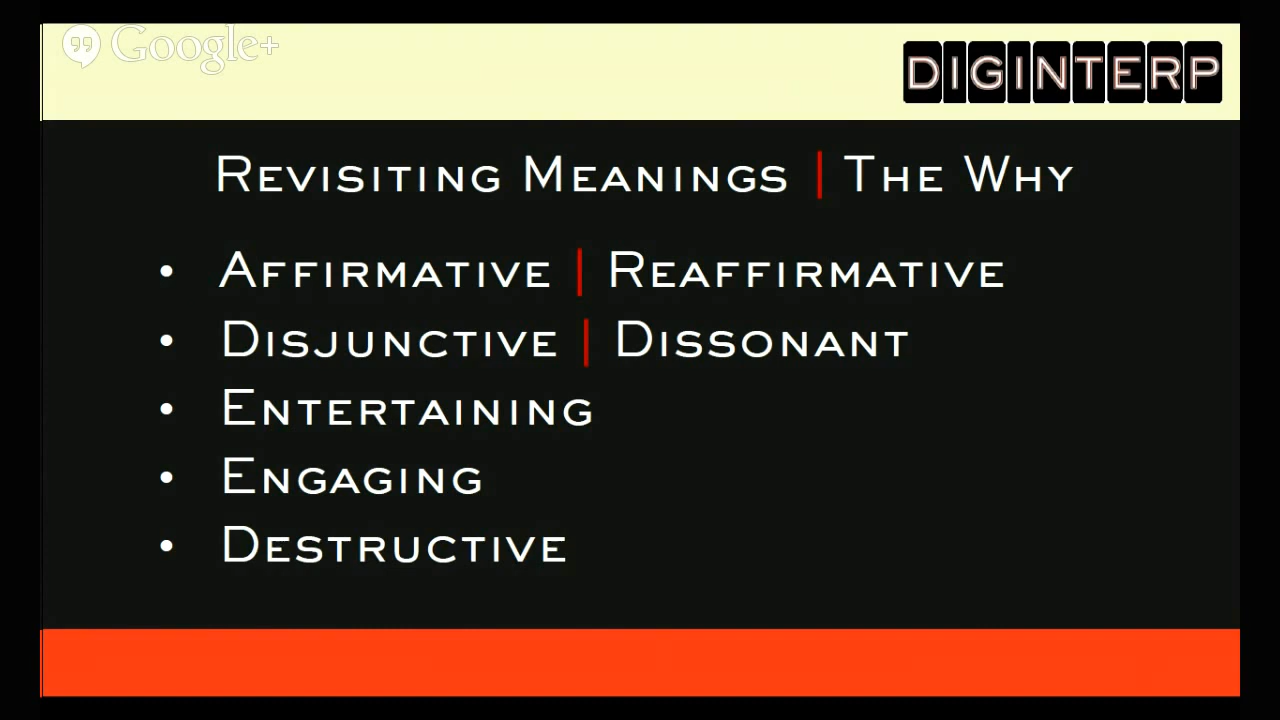 Google+
DIGINTERP
REVISITING MEANINGS | THE WHY
• AFFIRMATIVE | REAFFIRMATIVE
• DISJUNCTIVE | DISSONANT
• ENTERTAINING
• ENGAGING
• DESTRUCTIVE